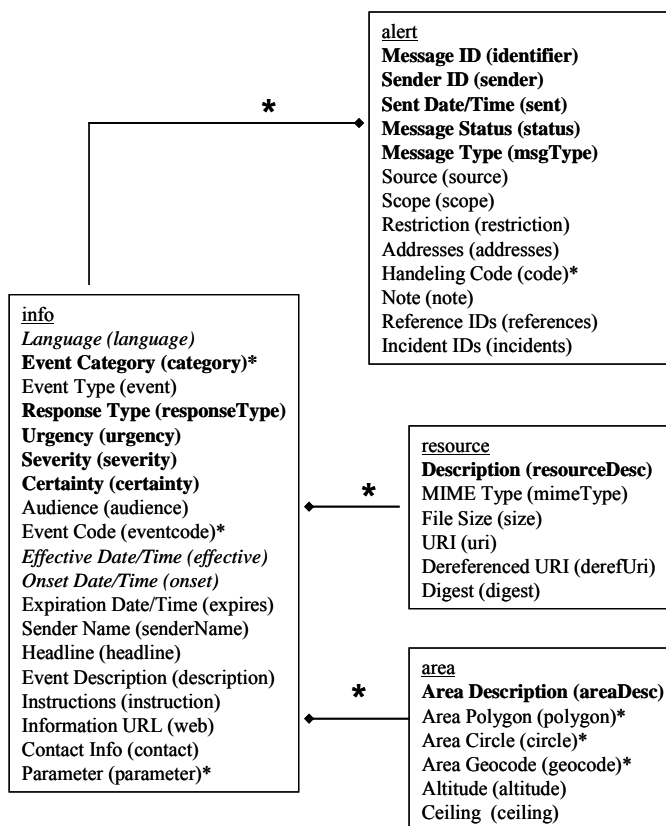 alert
Message ID (identifier)
Sender ID (sender)
Sent Date/Time (sent)
Message Status (status)
Message Type (msgType)
Source (source)
Scope (scope)
Restriction (restriction)
Addresses (addresses)
Handeling Code (code)*
Note (note)
Reference IDs (references)
Incident IDs (incidents)
*
info
Language (language)
Event Category (category)*
Event Type (event)
Response Type (responseType)
Urgency (urgency)
Severity (severity)
Certainty (certainty)
Audience (audience)
Event Code (eventcode)*
Effective Date/Time (effective)
Onset Date/Time (onset)
Expiration Date/Time (expires)
Sender Name (senderName)
Headline (headline)
Event Description (description)
Instructions (instruction)
Information URL (web)
Contact Info (contact)
Parameter (parameter)*
*
resource
Description (resourceDesc)
MIME Type (mimeType)
File Size (size)
URI (uri)
Dereferenced URI (derefUri)
Digest (digest)
*
area
Area Description (areaDesc)
Area Polygon (polygon)*
Area Circle (circle)*
Area Geocode (geocode)*
Altitude (altitude)
Ceiling (ceiling)